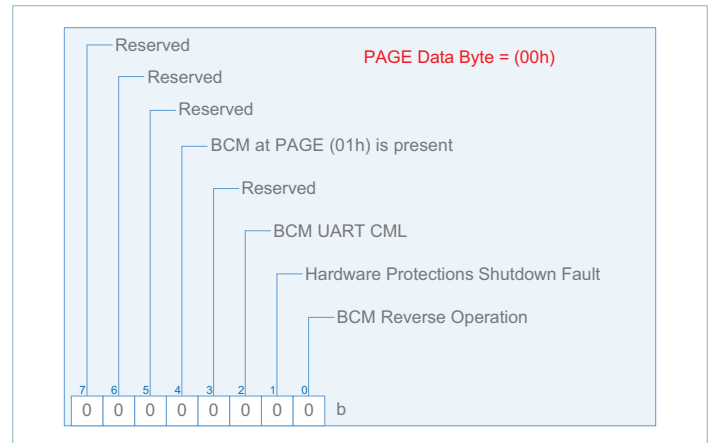 Reserved
PAGE Data Byte = (00h)
Reserved
Reserved
BCM at PAGE (01h) is present
Reserved
BCM UART CML
Hardware Protections Shutdown Fault
BCM Reverse Operation
7 6 5 4 3 2 1 0
0 0 0 0 0 0 0 0 b